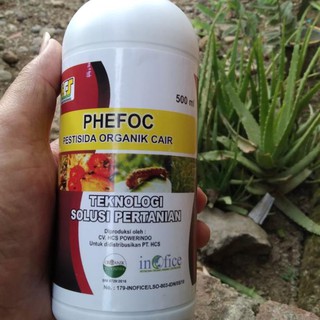 500 ml
PHEFOC
PESTISIDA ORGANIK CAIR
TEKNOLOGI
SOLUSI PERTANIAN
Diproduksi oleh :
CV. HCS POWERINDO
Untuk didistribusikan PT. HCS
inofice